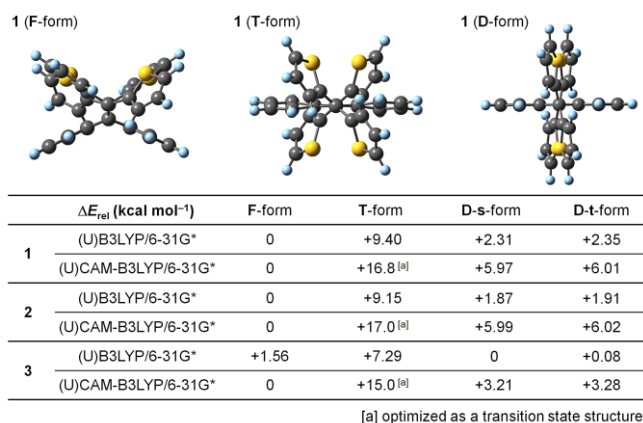 1 (F-form) 1 (T-form) 1 (D-form)
ΔE_rel (kcal mol⁻¹) F-form T-form D-s-form D-t-form
1
(U)B3LYP/6-31G* 0 +9.40 +2.31 +2.35
(U)CAM-B3LYP/6-31G* 0 +16.8 [a] +5.97 +6.01
2
(U)B3LYP/6-31G* 0 +9.15 +1.87 +1.91
(U)CAM-B3LYP/6-31G* 0 +17.0 [a] +5.99 +6.02
3
(U)B3LYP/6-31G* +1.56 +7.29 0 +0.08
(U)CAM-B3LYP/6-31G* 0 +15.0 [a] +3.21 +3.28
[a] optimized as a transition state structure